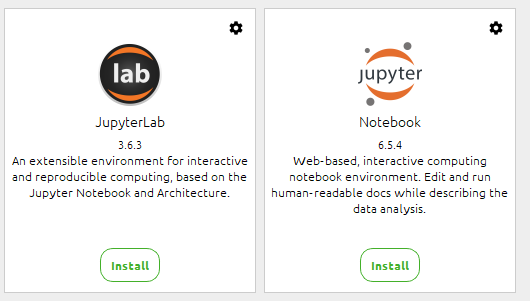 lab
JupyterLab
3.6.3
An extensible environment for interactive
and reproducible computing, based on the
Jupyter Notebook and Architecture.
Install
jupyter
Notebook
6.5.4
Web-based, interactive computing
notebook environment. Edit and run
human-readable docs while describing the
data analysis.
Install